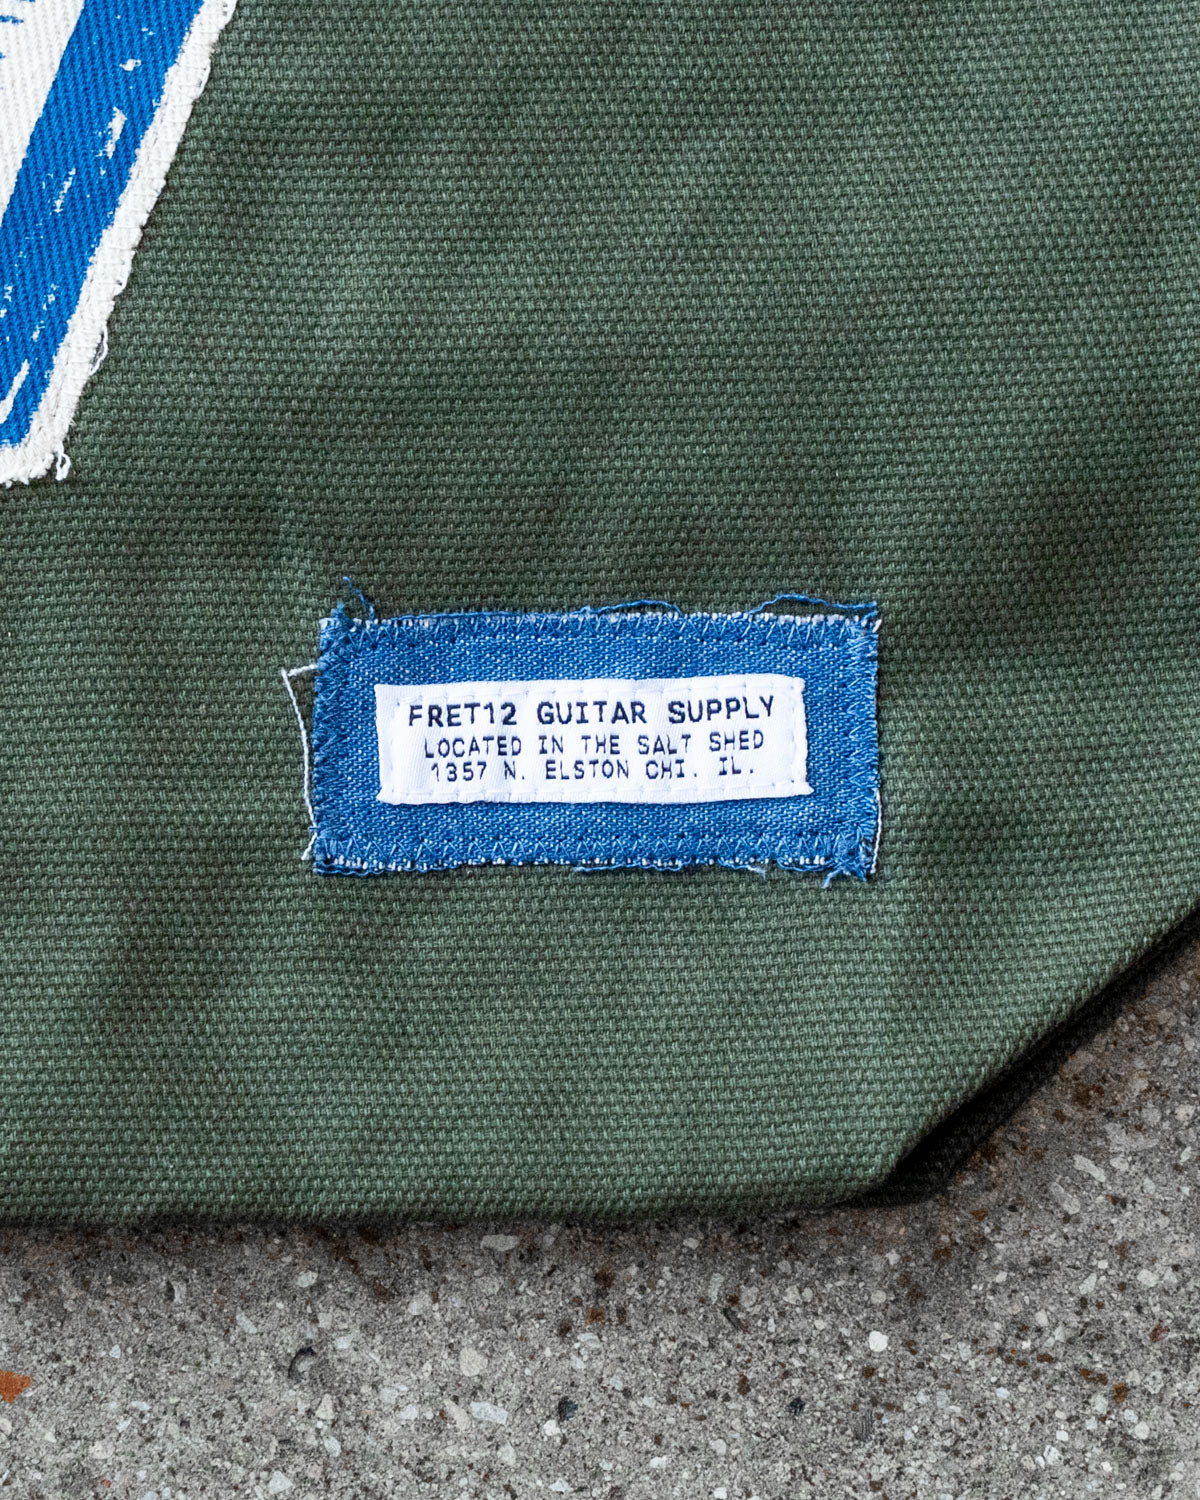 FRET12 GUITAR SUPPLY
LOCATED IN THE SALT SHED
1357 N. ELSTON CHI. IL.